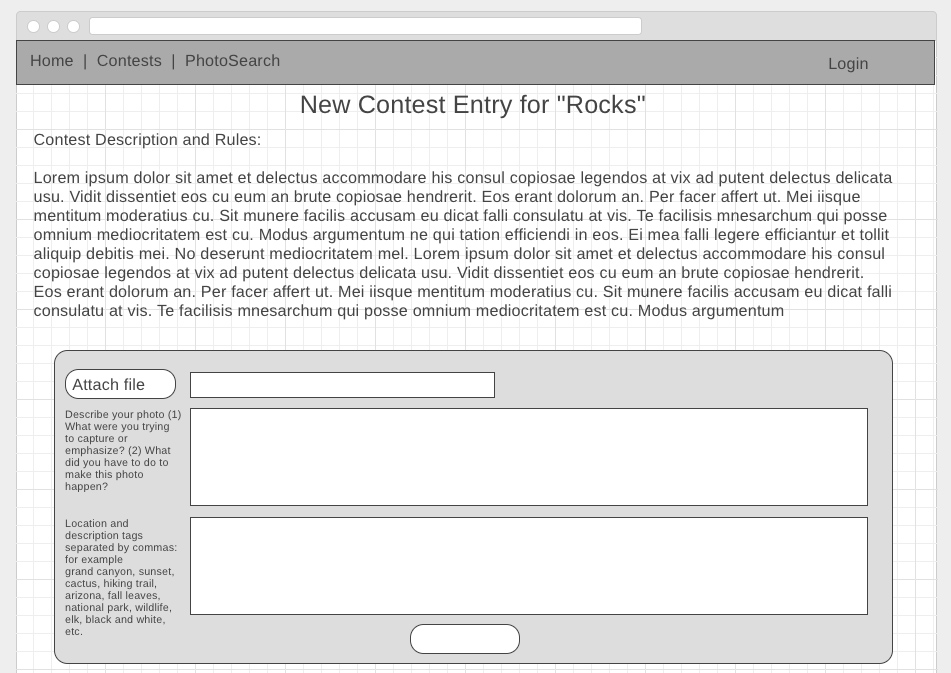 Home | Contests | PhotoSearch
Login
New Contest Entry for "Rocks"
Contest Description and Rules:
Lorem ipsum dolor sit amet et delectus accommodare his consul copiosae legendos at vix ad putent delectus delicata
usu. Vidit dissentiet eos cu eum an brute copiosae hendrerit. Eos erant dolorum an. Per facer affert ut. Mei iisque
mentitum moderatius cu. Sit munere facilis accusam eu dicat falli consulatu at vis. Te facilisis mnesarchum qui posse
omnium mediocritatem est cu. Modus argumentum ne qui tation efficiendi in eos. Ei mea falli legere efficiantur et tollit
aliquip debitis mei. No deserunt mediocritatem mel. Lorem ipsum dolor sit amet et delectus accommodare his consul
copiosae legendos at vix ad putent delectus delicata usu. Vidit dissentiet eos cu eum an brute copiosae hendrerit.
Eos erant dolorum an. Per facer affert ut. Mei iisque mentitum moderatius cu. Sit munere facilis accusam eu dicat falli
consulatu at vis. Te facilisis mnesarchum qui posse omnium mediocritatem est cu. Modus argumentum
Attach file
Describe your photo (1)
What were you trying
to capture or
emphasize? (2) What
did you have to do to
make this photo
happen?
Location and
description tags
separated by commas:
for example
grand canyon, sunset,
cactus, hiking trail,
arizona, fall leaves,
national park, wildlife,
elk, black and white,
etc.